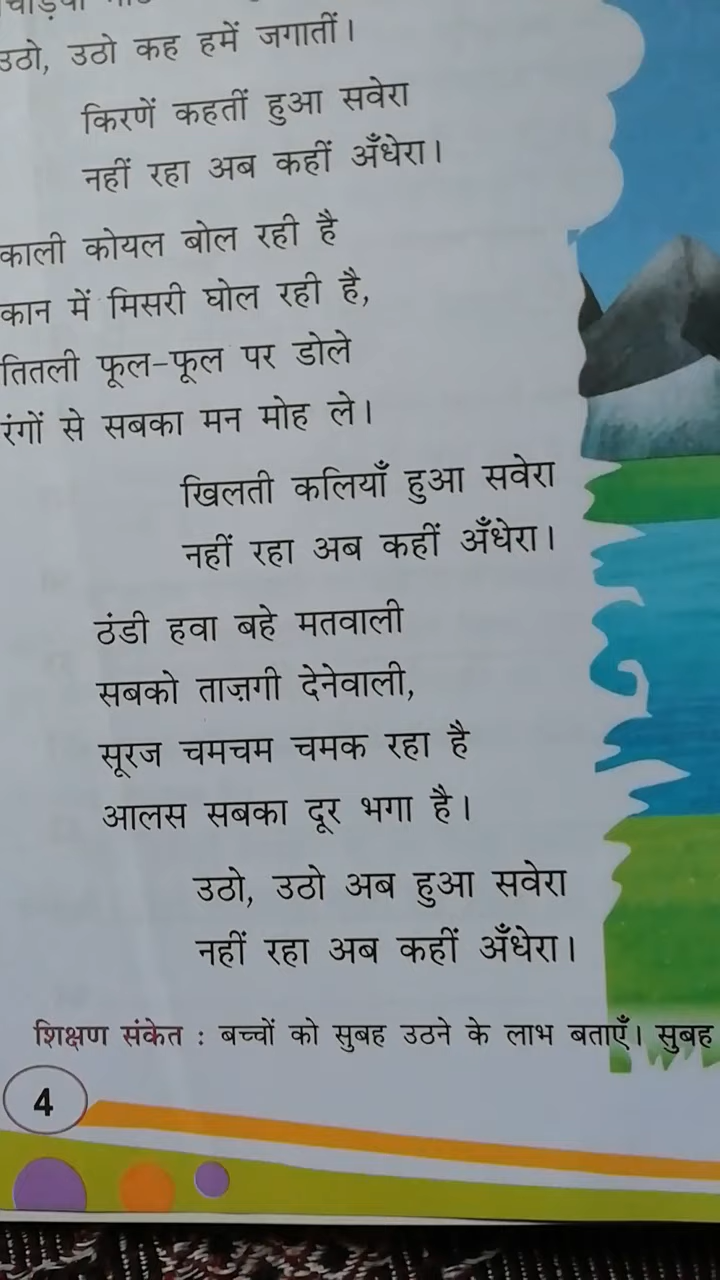 उठो, उठो कह हमें जगातीं।
किरणें कहतीं हुआ सवेरा
नहीं रहा अब कहीं अँधेरा।
काली कोयल बोल रही है
कान में मिसरी घोल रही है,
तितली फूल-फूल पर डोले
रंगों से सबका मन मोह ले।
खिलती कलियाँ हुआ सवेरा
नहीं रहा अब कहीं अँधेरा।
ठंडी हवा बहे मतवाली
सबको ताज़गी देनेवाली,
सूरज चमचम चमक रहा है
आलस सबका दूर भगा है।
उठो, उठो अब हुआ सवेरा
नहीं रहा अब कहीं अँधेरा।
शिक्षण संकेत : बच्चों को सुबह उठने के लाभ बताएँ। सुबह
4